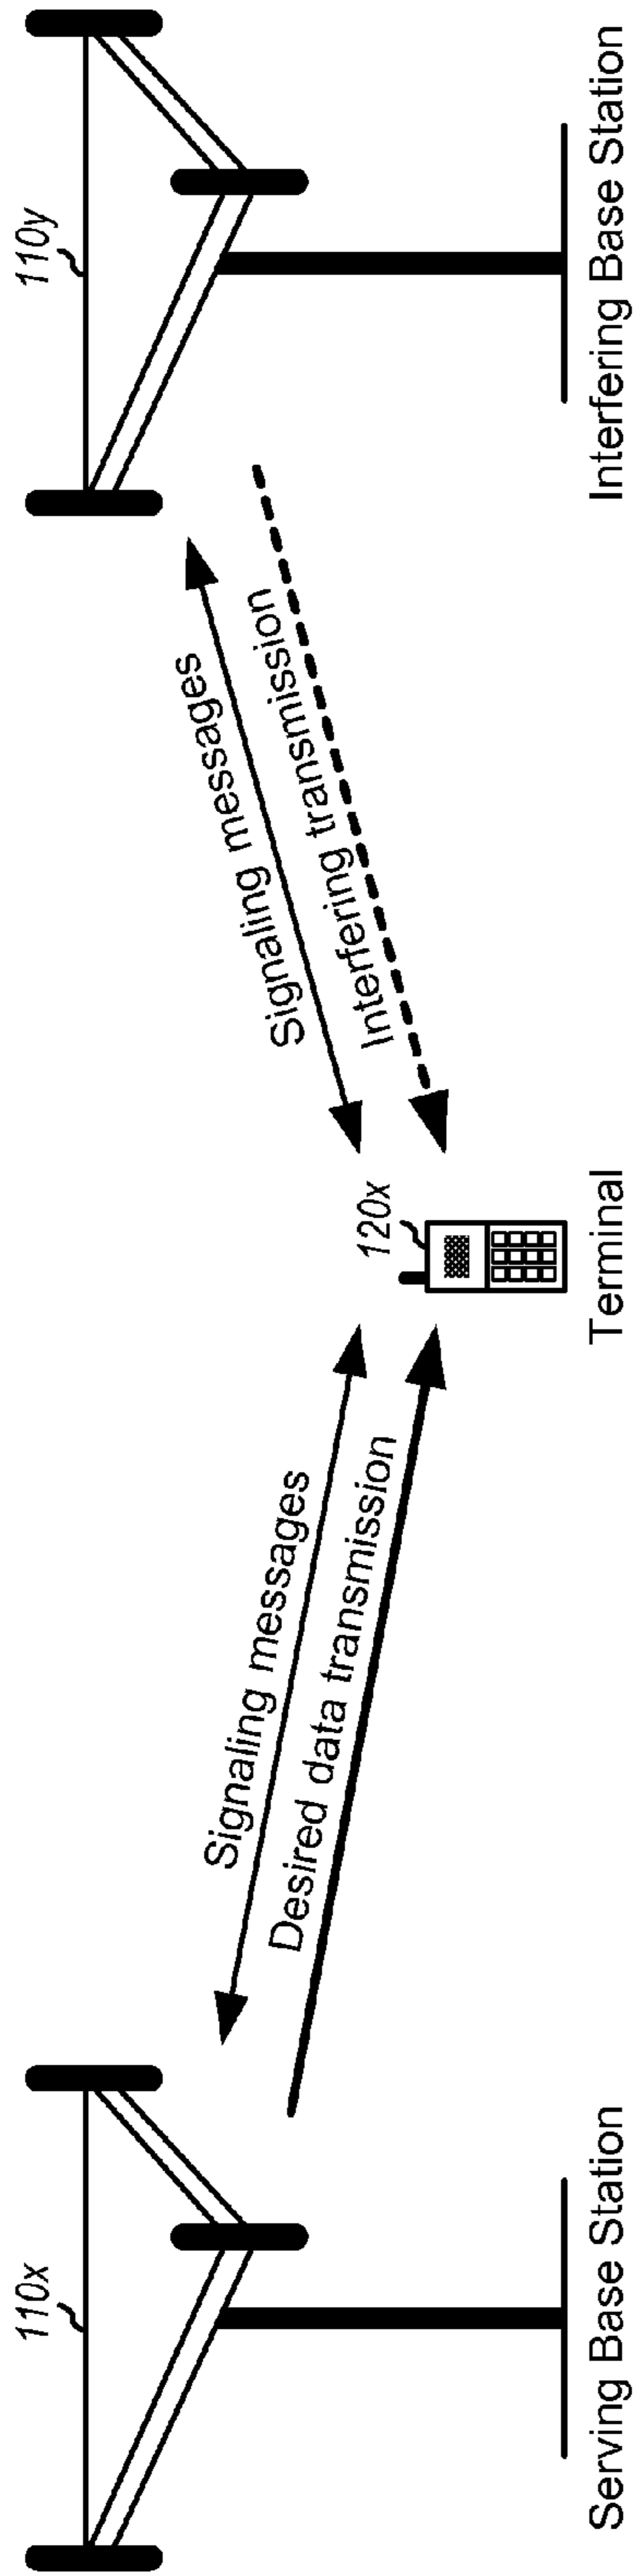 110x
110y
Signaling messages
Desired data transmission
Signaling messages
Interfering transmission
120x
Serving Base Station
Terminal
Interfering Base Station